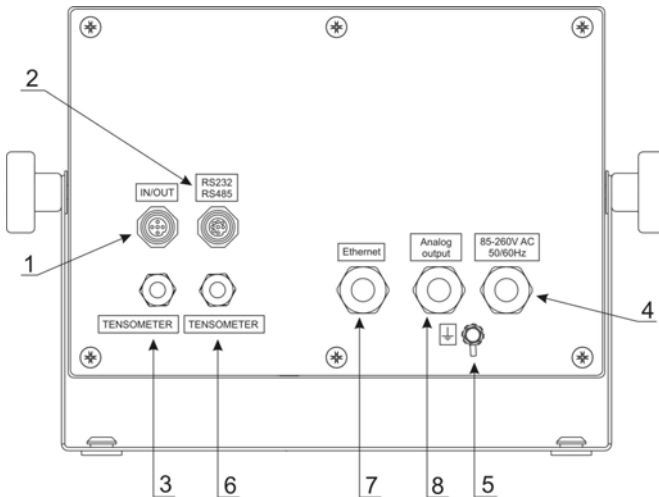 2
IN/OUT
RS232
RS485
1
Ethernet
Analog
output
85-260V AC
50/60Hz
TENSOMETER
TENSOMETER
4
3
6
7
8
5